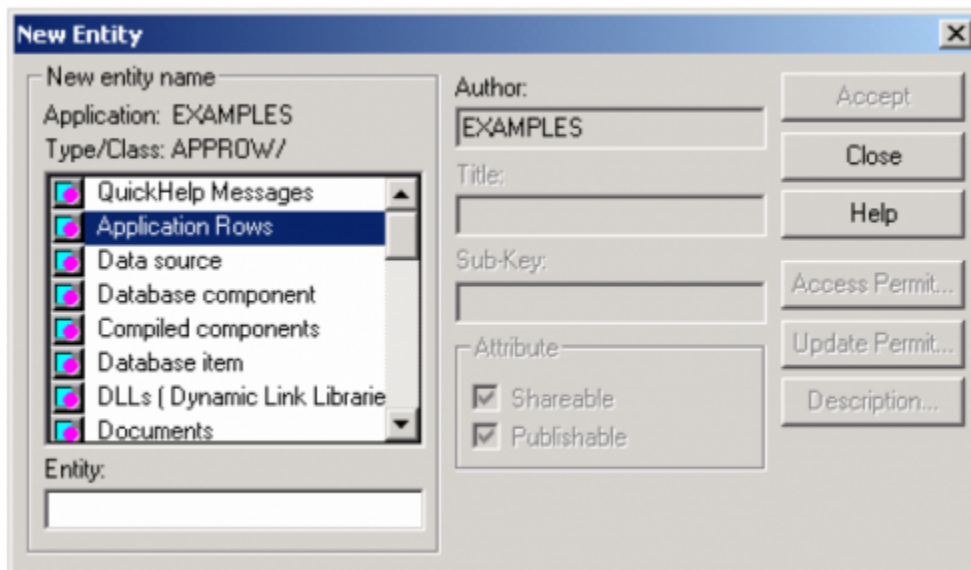 New Entity
New entity name
Application: EXAMPLES
Type/Class: APPROW/
QuickHelp Messages
Application Rows
Data source
Database component
Compiled components
Database item
DLLs ( Dynamic Link Librarie
Documents
Entity:
Author:
EXAMPLES
Title:
Sub-Key:
Attribute
Shareable
Publishable
Accept
Close
Help
Access Permit...
Update Permit...
Description...